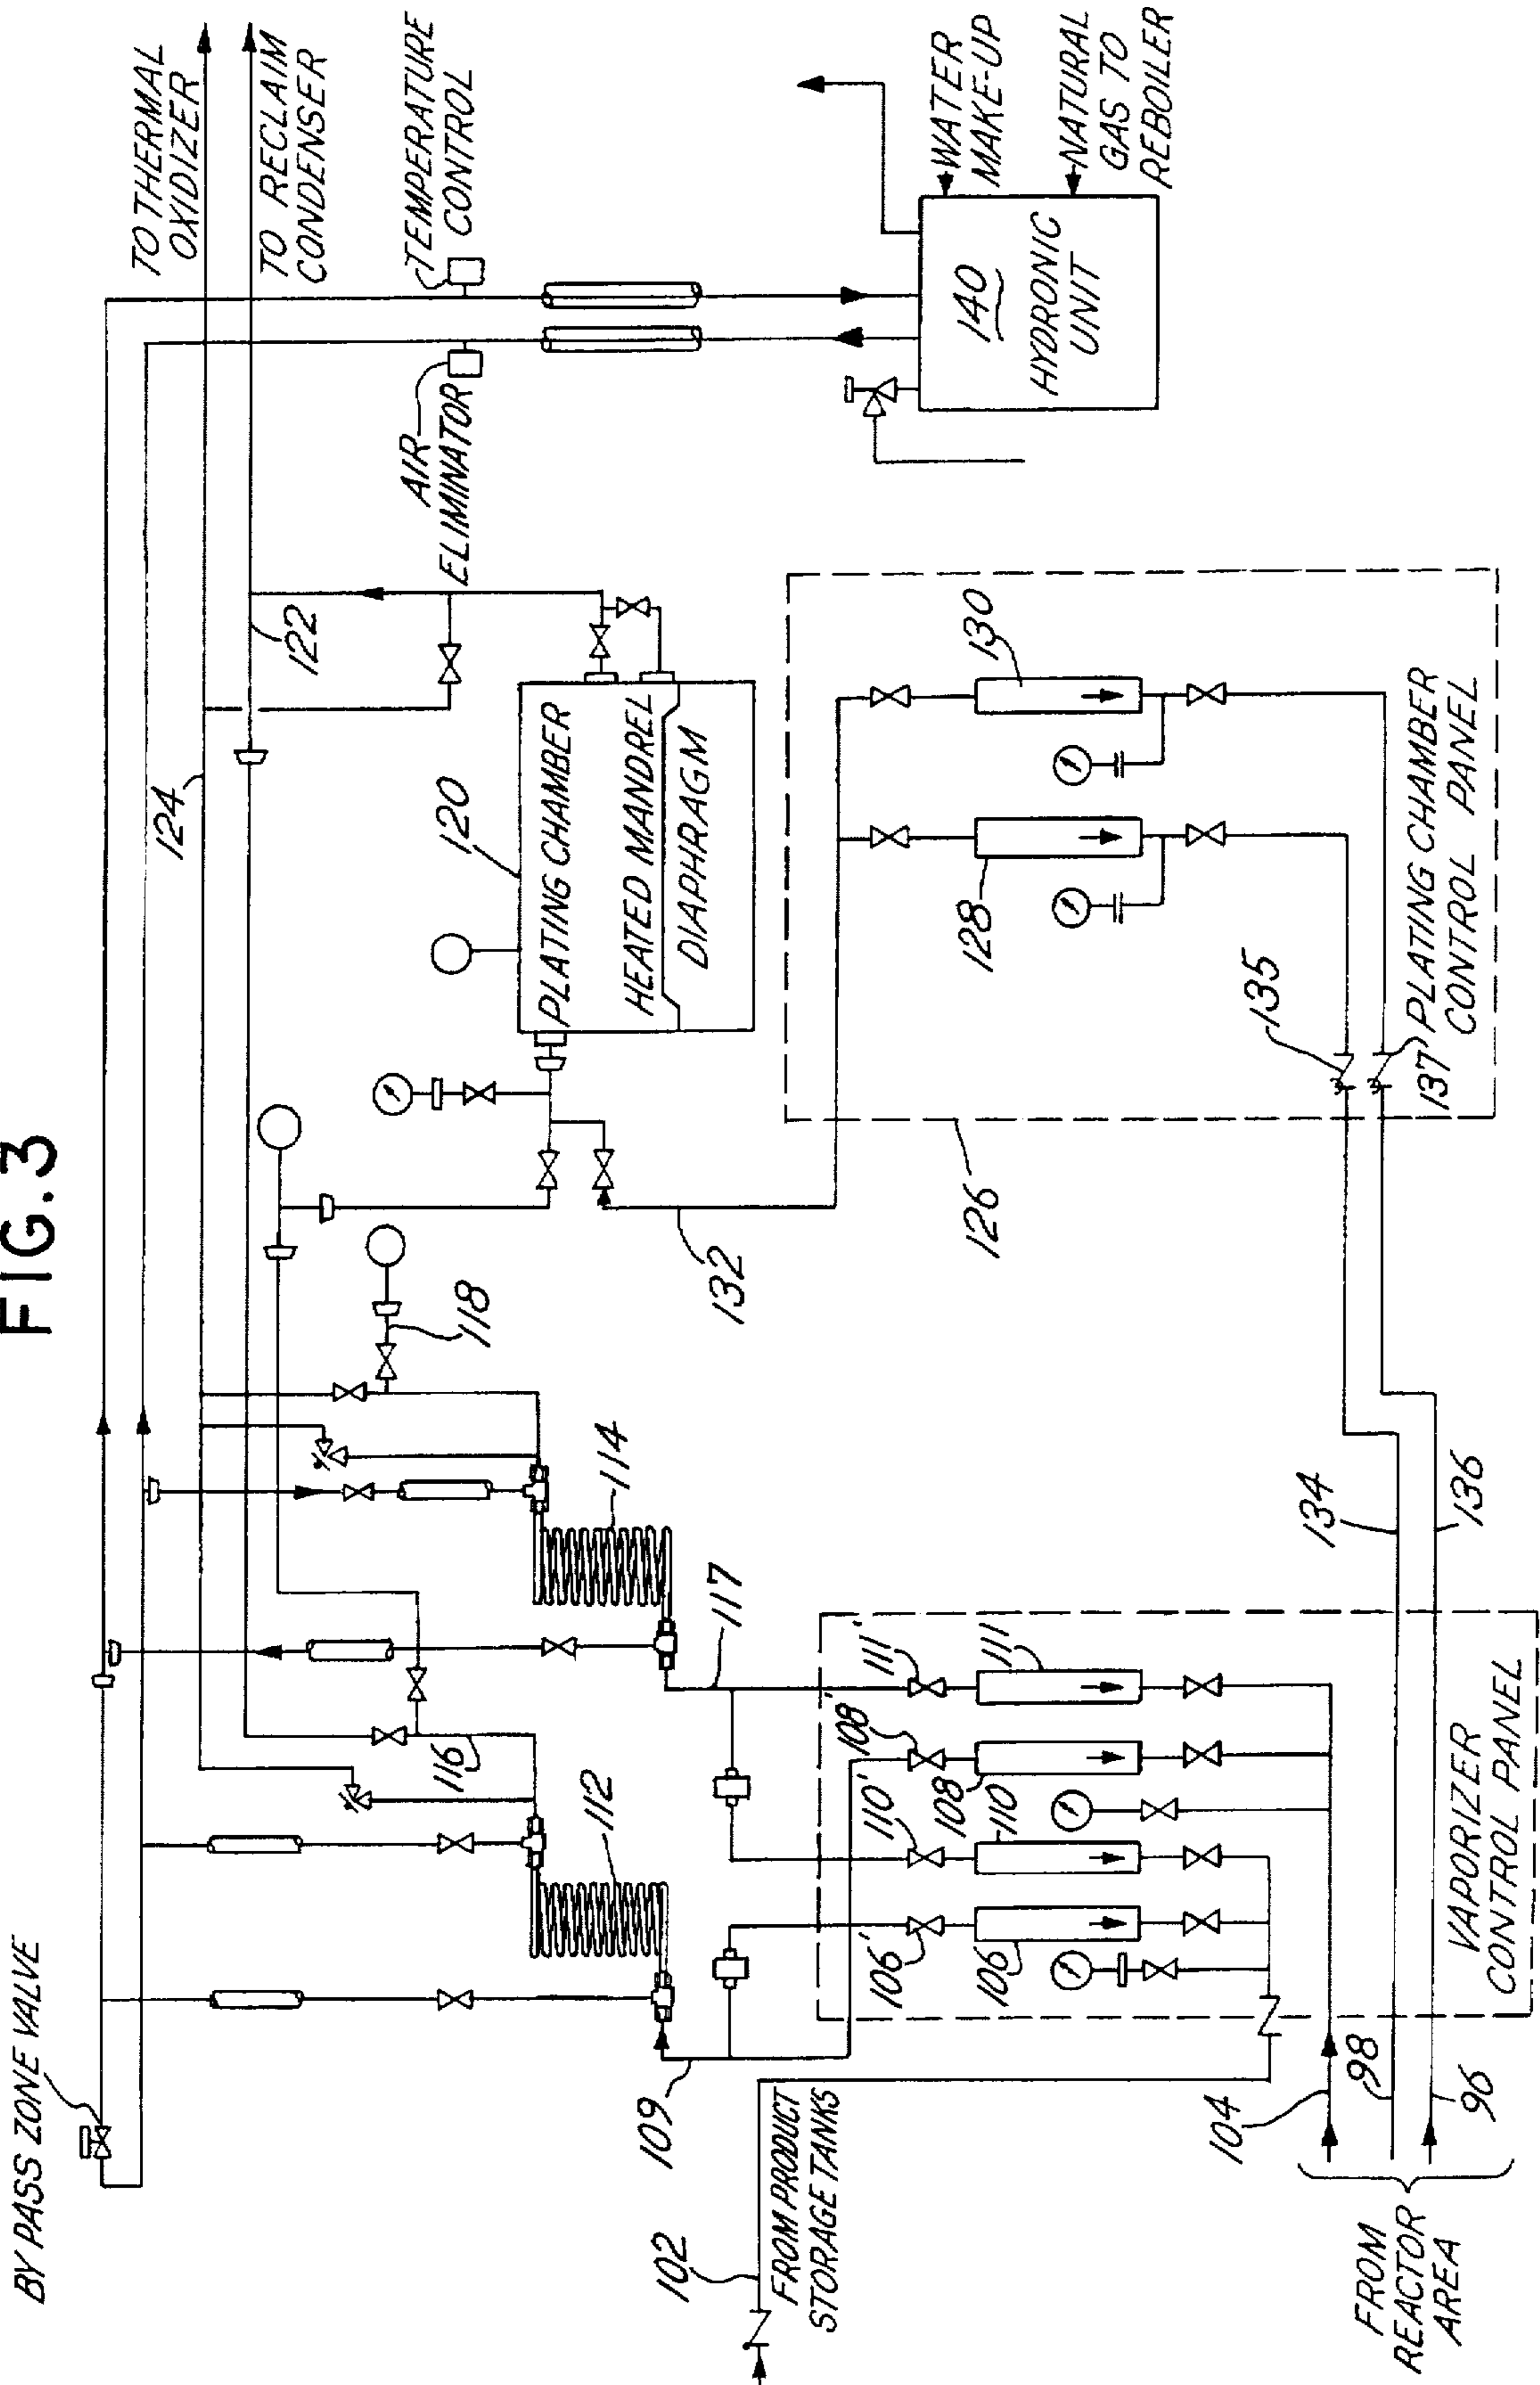 FIG.3
BY PASS ZONE VALVE
TO THERMAL
OXIDIZER
TO RECLAIM
CONDENSER
TEMPERATURE
CONTROL
AIR
ELIMINATOR
WATER
MAKE-UP
NATURAL
GAS TO
REBOILER
140
HYDRONIC
UNIT
124
122
120
PLATING CHAMBER
HEATED MANDREL
DIAPHRAGM
118
114
116
112
117
109
132
126
130
128
135
137
PLATING CHAMBER
CONTROL PANEL
134
136
111'
111
108'
108
110'
110
106'
106
VAPORIZER
CONTROL PANEL
102
FROM PRODUCT
STORAGE TANKS
104
98
96
FROM
REACTOR
AREA